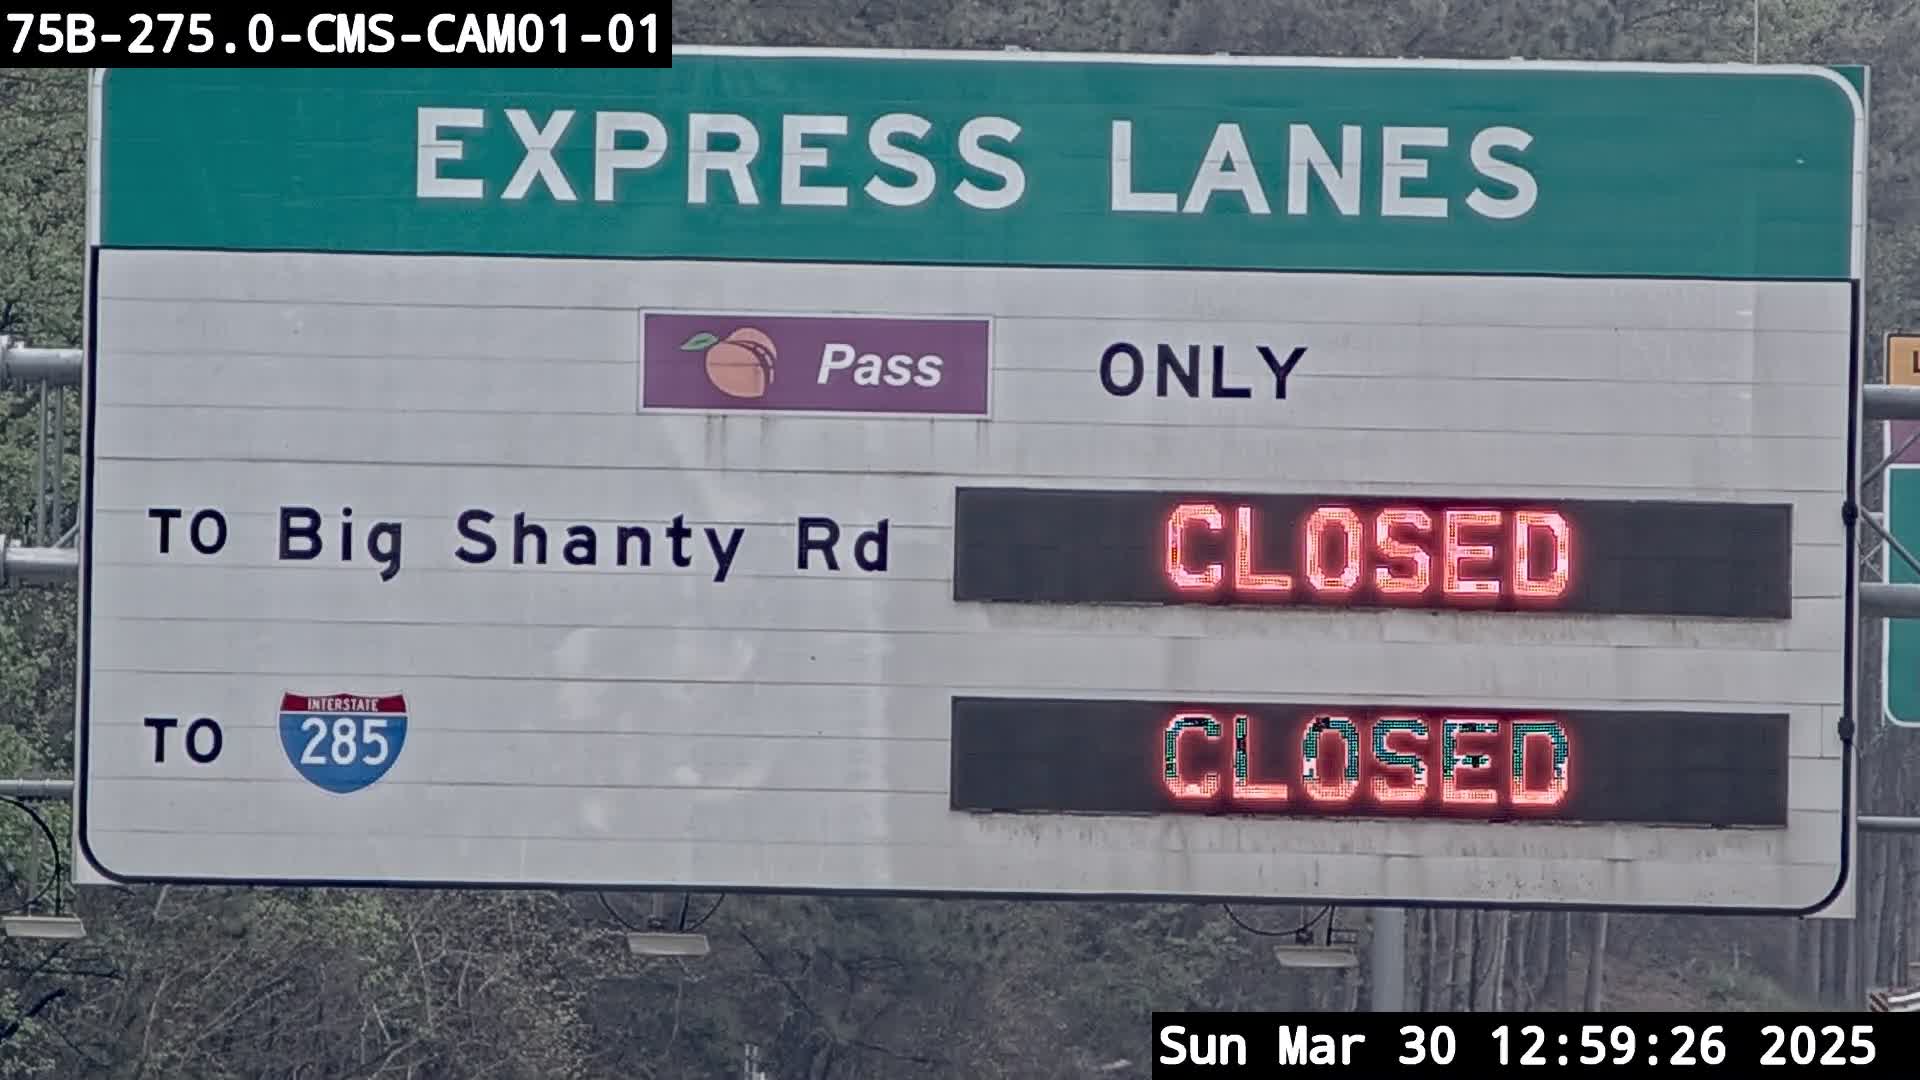 75B-275.0-CMS-CAM01-01
EXPRESS LANES
Pass ONLY
TO Big Shanty Rd CLOSED
TO INTERSTATE 285 CLOSED
Sun Mar 30 12:59:26 2025